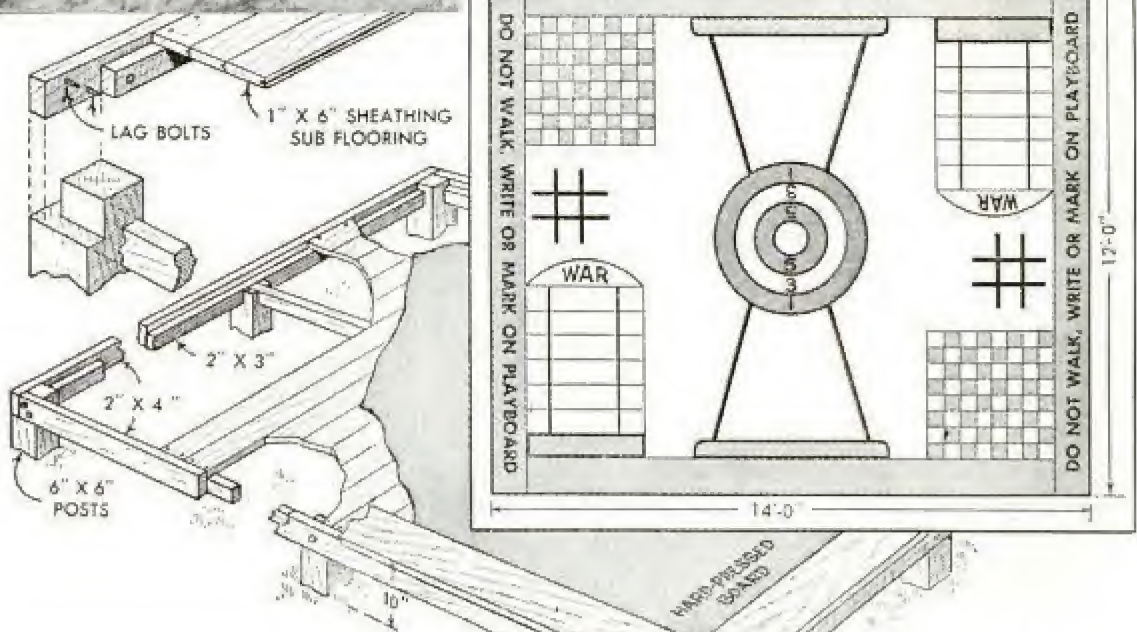 LAG BOLTS
1" X 6" SHEATHING
SUB FLOORING
2" X 3"
2" X 4"
6" X 6"
POSTS
10"
HARD-PRESSED
BOARD
DO NOT WALK, WRITE OR MARK ON PLAYBOARD
WAR
WAR
DO NOT WALK, WRITE OR MARK ON PLAYBOARD
12'-0"
14'-0"